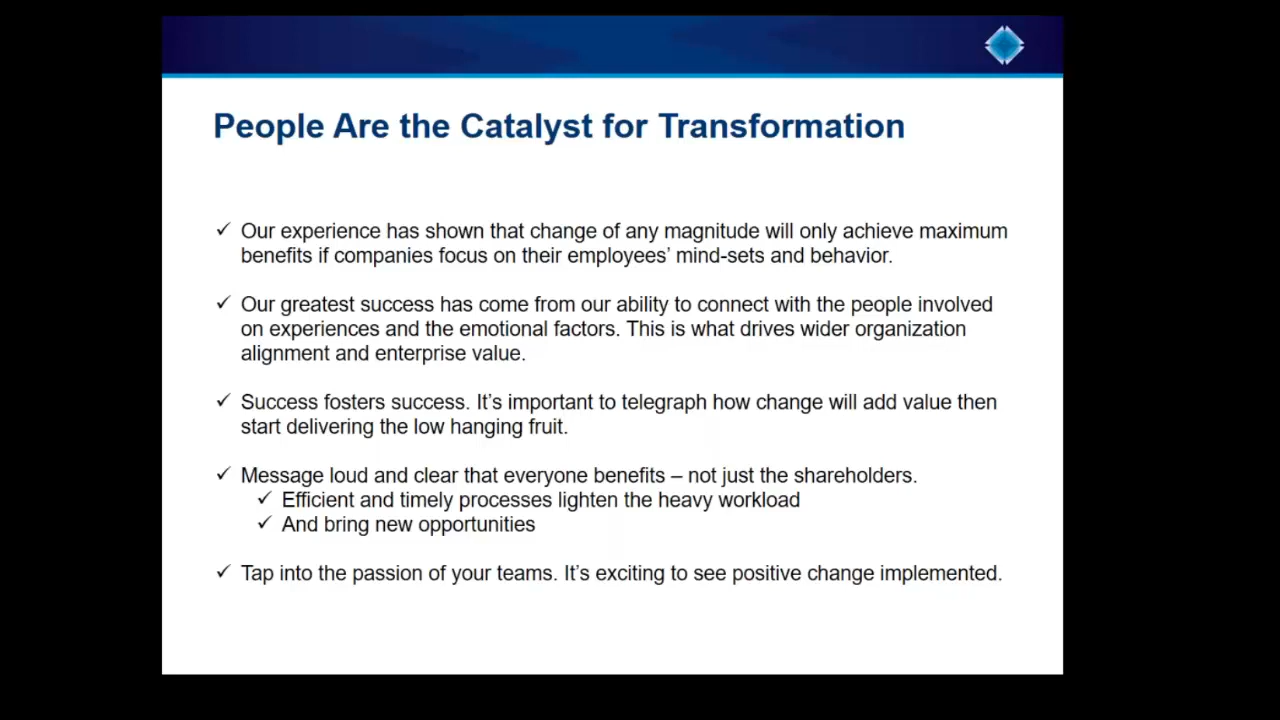 People Are the Catalyst for Transformation
✓ Our experience has shown that change of any magnitude will only achieve maximum
benefits if companies focus on their employees’ mind-sets and behavior.
✓ Our greatest success has come from our ability to connect with the people involved
on experiences and the emotional factors. This is what drives wider organization
alignment and enterprise value.
✓ Success fosters success. It’s important to telegraph how change will add value then
start delivering the low hanging fruit.
✓ Message loud and clear that everyone benefits – not just the shareholders.
✓ Efficient and timely processes lighten the heavy workload
✓ And bring new opportunities
✓ Tap into the passion of your teams. It’s exciting to see positive change implemented.